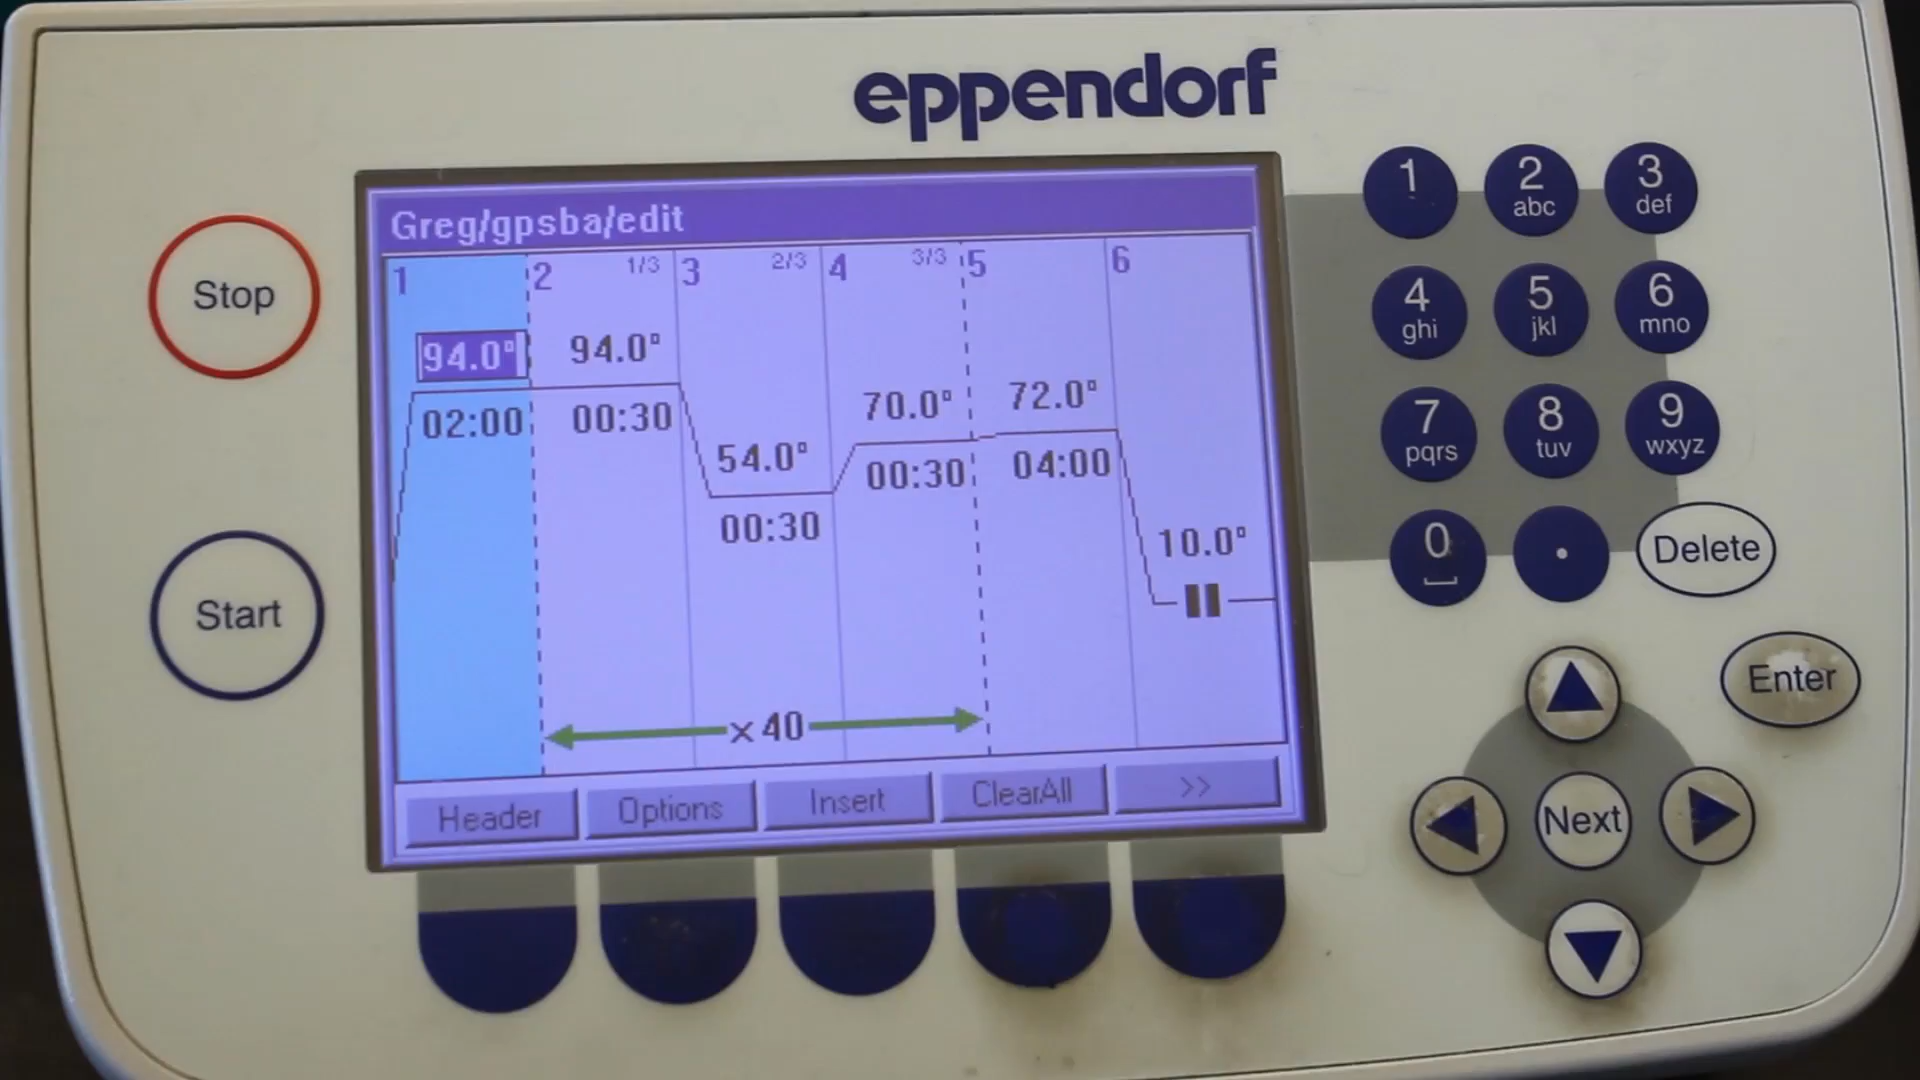 eppendorf
Greg/gpsba/edit
1 2 1/3 3 2/3 4 3/3 5 6
94.0° 94.0° 54.0° 70.0° 72.0° 10.0°
02:00 00:30 00:30 00:30 04:00
x 40
Header Options Insert ClearAll >>
Stop
Start
1 2 abc 3 def
4 ghi 5 jkl 6 mno
7 pqrs 8 tuv 9 wxyz
0 . Delete
Enter
Next